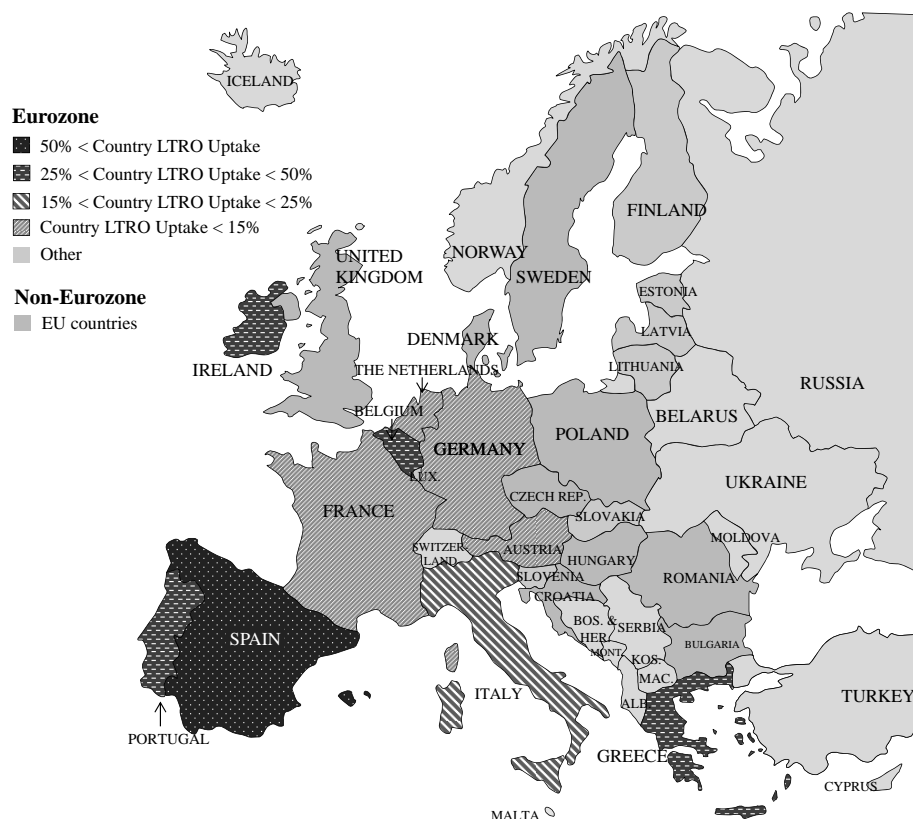 ICELAND
Eurozone
50% < Country LTRO Uptake
25% < Country LTRO Uptake < 50%
15% < Country LTRO Uptake < 25%
Country LTRO Uptake < 15%
Other
Non-Eurozone
EU countries
FINLAND
NORWAY
UNITED
KINGDOM
SWEDEN
ESTONIA
LATVIA
DENMARK
IRELAND
THE NETHERLANDS
LITHUANIA
RUSSIA
BELGIUM
BELARUS
GERMANY
POLAND
LUX.
UKRAINE
CZECH REP.
FRANCE
SLOVAKIA
MOLDOVA
SWITZER-
LAND
AUSTRIA
HUNGARY
SLOVENIA
ROMANIA
CROATIA
BOS. &
HER.
SERBIA
SPAIN
BULGARIA
MONT.
KOS.
MAC.
ITALY
ALB.
TURKEY
PORTUGAL
GREECE
CYPRUS
MALTA